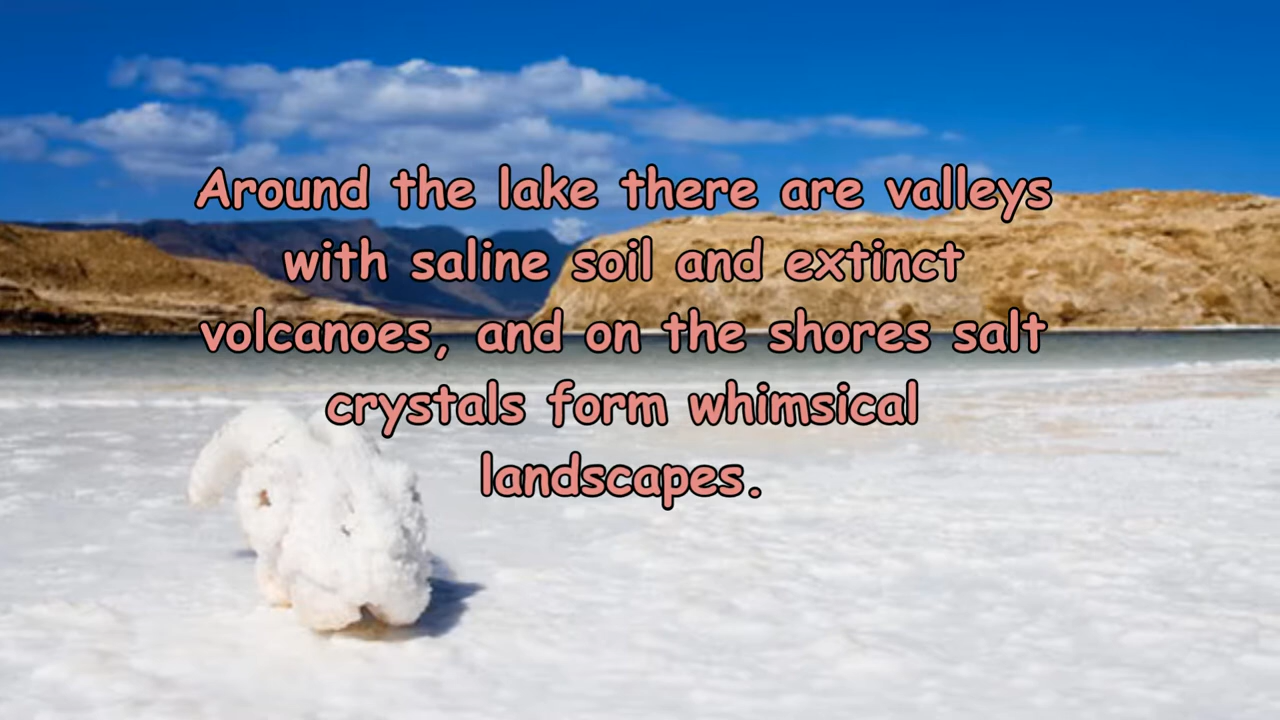 Around the lake there are valleys
with saline soil and extinct
volcanoes, and on the shores salt
crystals form whimsical
landscapes.